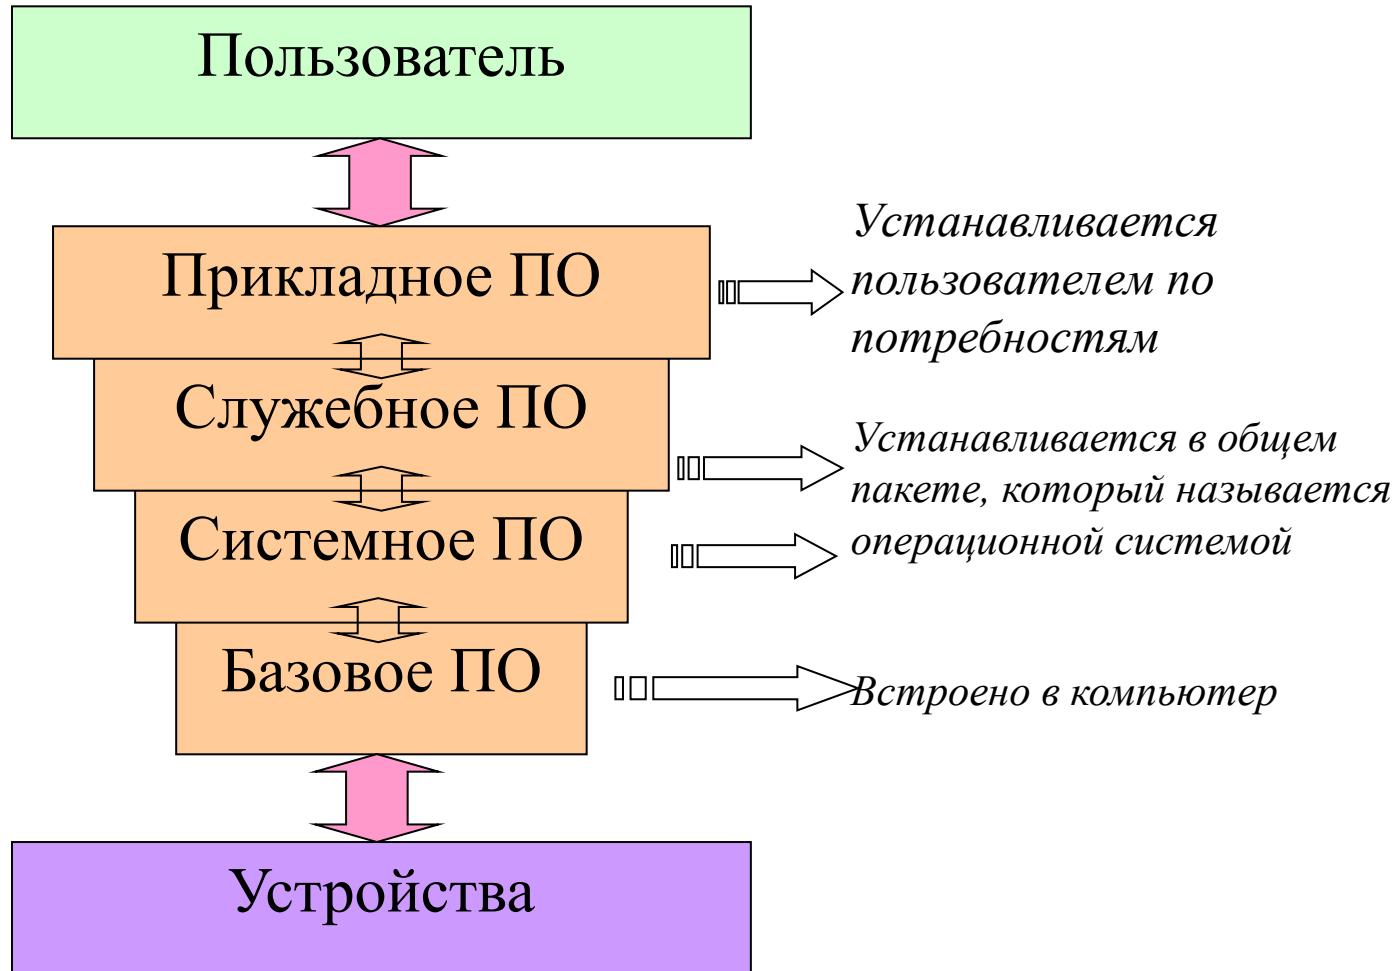 Пользователь
Прикладное ПО
Устанавливается
пользователем по
потребностям
Служебное ПО
Устанавливается в общем
пакете, который называется
операционной системой
Системное ПО
Базовое ПО
Встроено в компьютер
Устройства